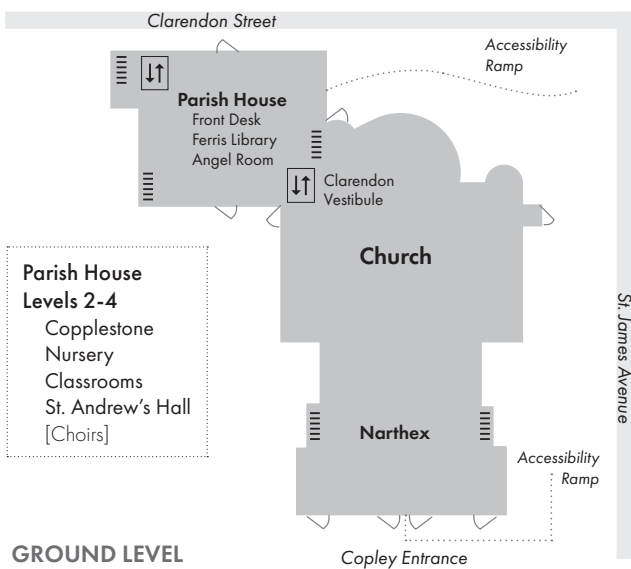 Clarendon Street
Accessibility
Ramp
Parish House
Front Desk
Ferris Library
Angel Room
Clarendon
Vestibule
Church
Parish House
Levels 2-4
Copplestone
Nursery
Classrooms
St. Andrew’s Hall
[Choirs]
St. James Avenue
Narthex
Accessibility
Ramp
GROUND LEVEL
Copley Entrance